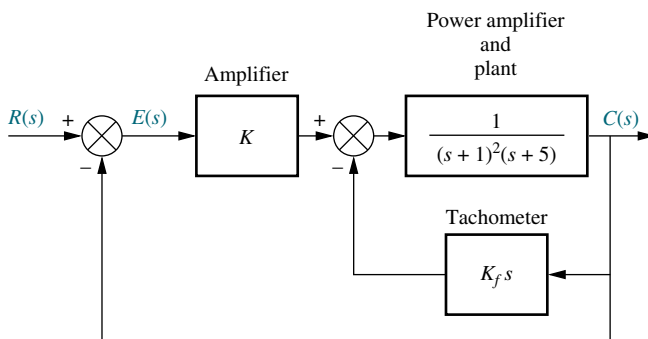 Power amplifier
and
plant
Amplifier
R(s) + E(s) K + 1 C(s)
(s + 1)²(s + 5)
− −
Tachometer
K_f s